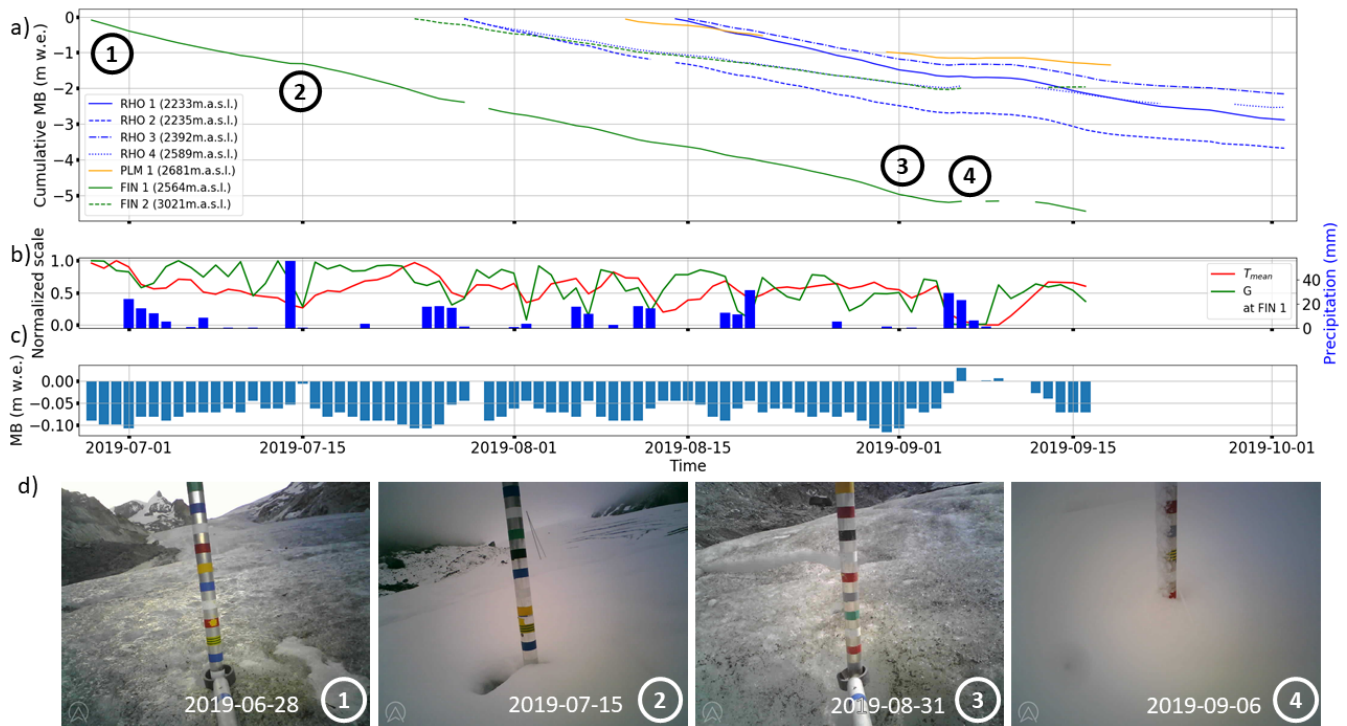 a)
Cumulative MB (m w.e.)
0
−1
−2
−3
−4
−5
1
2
3
4
RHO 1 (2233m.a.s.l.)
RHO 2 (2235m.a.s.l.)
RHO 3 (2392m.a.s.l.)
RHO 4 (2589m.a.s.l.)
PLM 1 (2681m.a.s.l.)
FIN 1 (2564m.a.s.l.)
FIN 2 (3021m.a.s.l.)
b)
Normalized scale
1.0
0.5
0.0
Tmean
G
at FIN 1
40
20
0
Precipitation (mm)
c)
MB (m w.e.)
0.00
−0.05
−0.10
2019-07-01 2019-07-15 2019-08-01 2019-08-15 2019-09-01 2019-09-15 2019-10-01
Time
d)
2019-06-28 1
2019-07-15 2
2019-08-31 3
2019-09-06 4